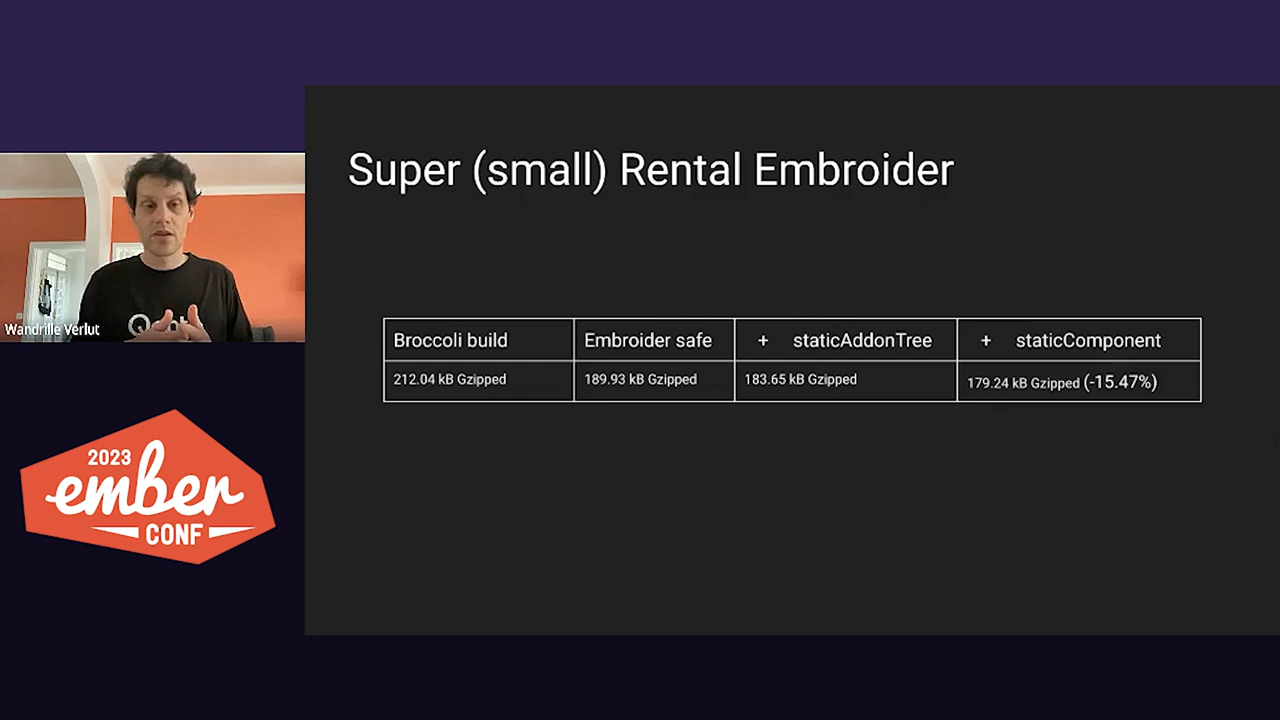 Super (small) Rental Embroider
Broccoli build
Embroider safe
+ staticAddonTree
+ staticComponent
212.04 kB Gzipped
189.93 kB Gzipped
183.65 kB Gzipped
179.24 kB Gzipped (-15.47%)
Wandrille Verlut
2023
ember
CONF